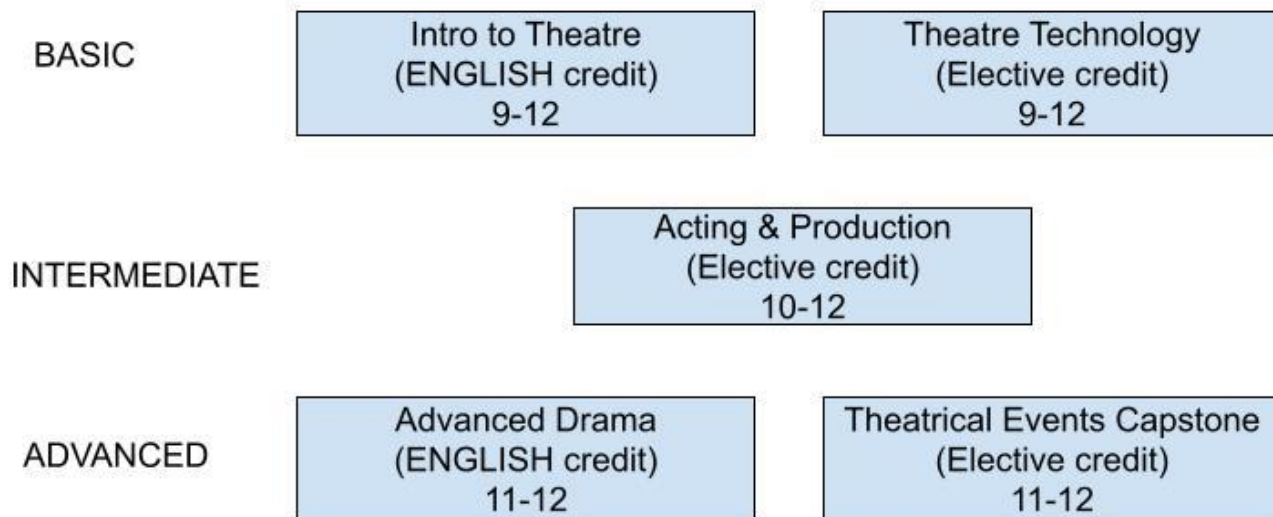 BASIC
Intro to Theatre
(ENGLISH credit)
9-12
Theatre Technology
(Elective credit)
9-12
INTERMEDIATE
Acting & Production
(Elective credit)
10-12
ADVANCED
Advanced Drama
(ENGLISH credit)
11-12
Theatrical Events Capstone
(Elective credit)
11-12